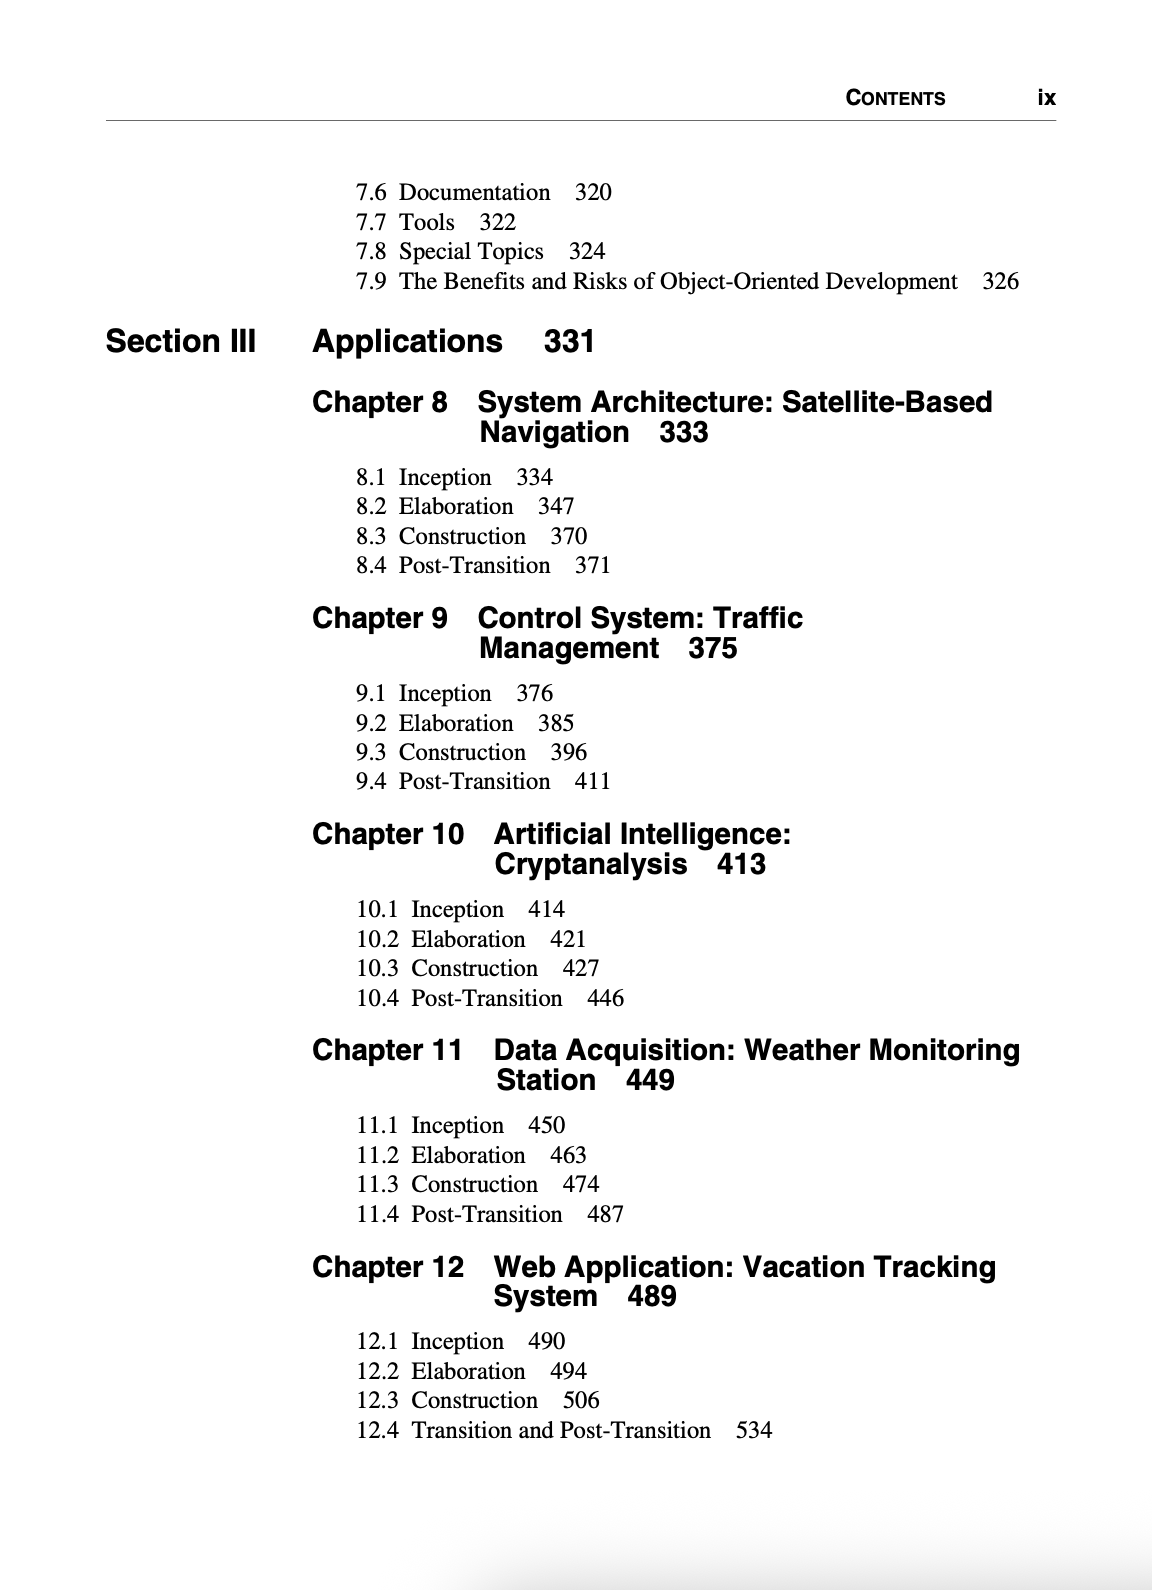 CONTENTS ix
7.6 Documentation 320
7.7 Tools 322
7.8 Special Topics 324
7.9 The Benefits and Risks of Object-Oriented Development 326
Section III Applications 331
Chapter 8 System Architecture: Satellite-Based
Navigation 333
8.1 Inception 334
8.2 Elaboration 347
8.3 Construction 370
8.4 Post-Transition 371
Chapter 9 Control System: Traffic
Management 375
9.1 Inception 376
9.2 Elaboration 385
9.3 Construction 396
9.4 Post-Transition 411
Chapter 10 Artificial Intelligence:
Cryptanalysis 413
10.1 Inception 414
10.2 Elaboration 421
10.3 Construction 427
10.4 Post-Transition 446
Chapter 11 Data Acquisition: Weather Monitoring
Station 449
11.1 Inception 450
11.2 Elaboration 463
11.3 Construction 474
11.4 Post-Transition 487
Chapter 12 Web Application: Vacation Tracking
System 489
12.1 Inception 490
12.2 Elaboration 494
12.3 Construction 506
12.4 Transition and Post-Transition 534